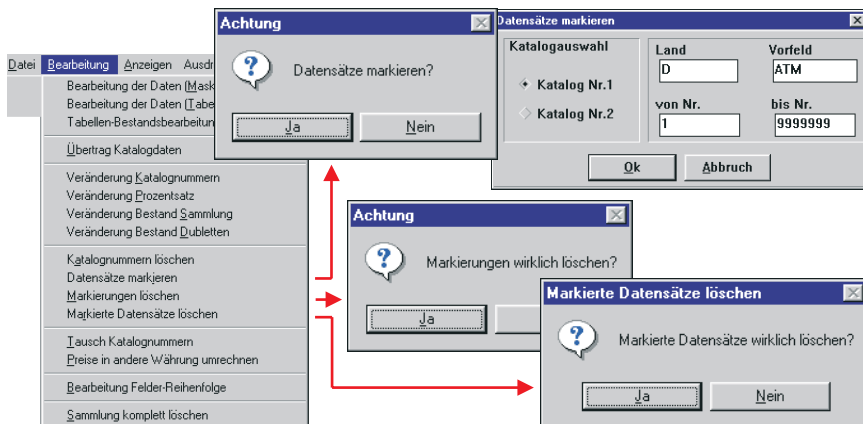 Datei Bearbeitung Anzeigen
Bearbeitung der Daten
Bearbeitung der Daten
Tabellen-Bestandsbearbeitun
Übertrag Katalogdaten
Veränderung Katalognummern
Veränderung Prozentsatz
Veränderung Bestand Sammlung
Veränderung Bestand Dubletten
Katalognummern löschen
Datensätze markieren
Markierungen löschen
Markierte Datensätze löschen
Tausch Katalognummern
Preise in andere Währung umrechnen
Bearbeitung Felder-Reihenfolge
Sammlung komplett löschen
Achtung
Datensätze markieren?
Ja Nein
Datensätze markieren
Katalogauswahl
Katalog Nr.1
Katalog Nr.2
Land Vorfeld
D ATM
von Nr. bis Nr.
1 9999999
Ok Abbruch
Achtung
Markierungen wirklich löschen?
Ja
Markierte Datensätze löschen
Markierte Datensätze wirklich löschen?
Ja Nein